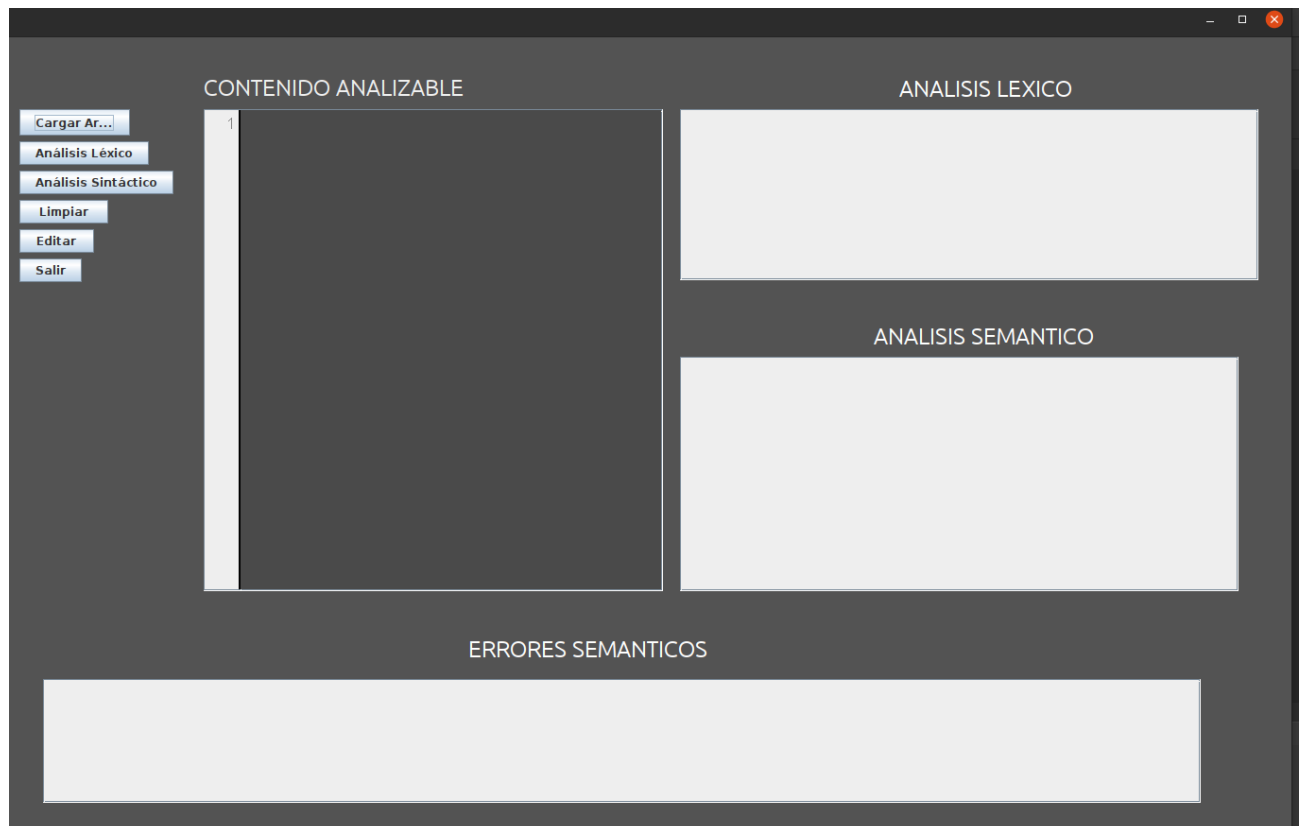 CONTENIDO ANALIZABLE
ANALISIS LEXICO
Cargar Ar...
Análisis Léxico
Análisis Sintáctico
Limpiar
Editar
Salir
1
ANALISIS SEMANTICO
ERRORES SEMANTICOS